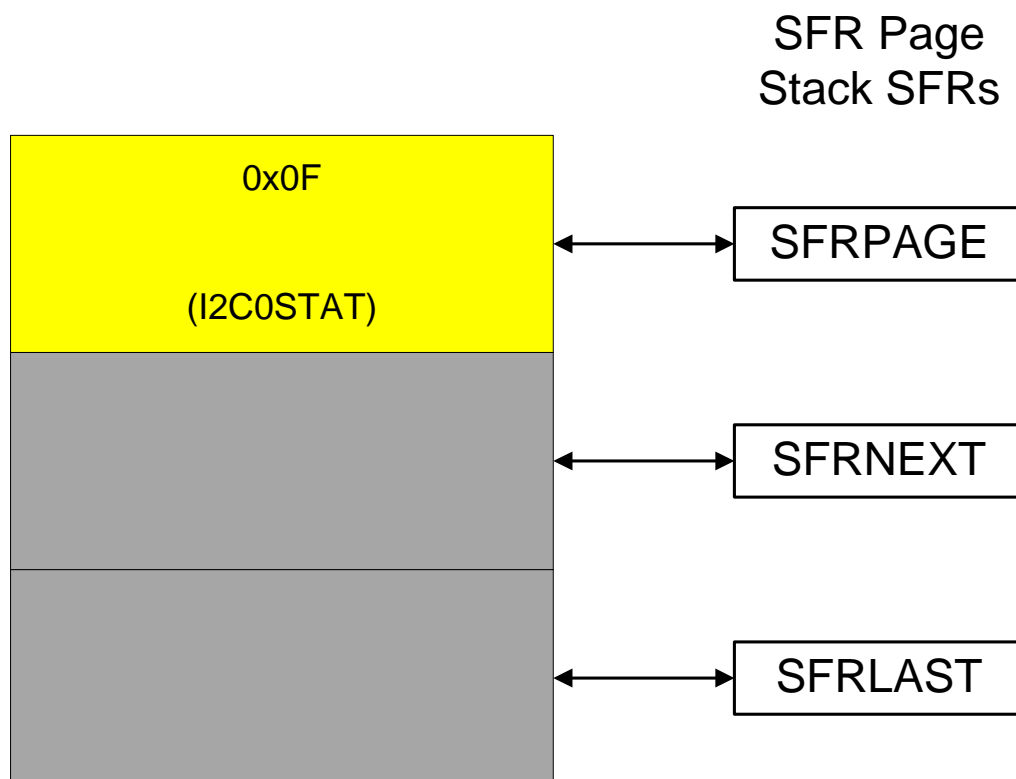 SFR Page
Stack SFRs
0x0F
(I2C0STAT)
SFRPAGE
SFRNEXT
SFRLAST